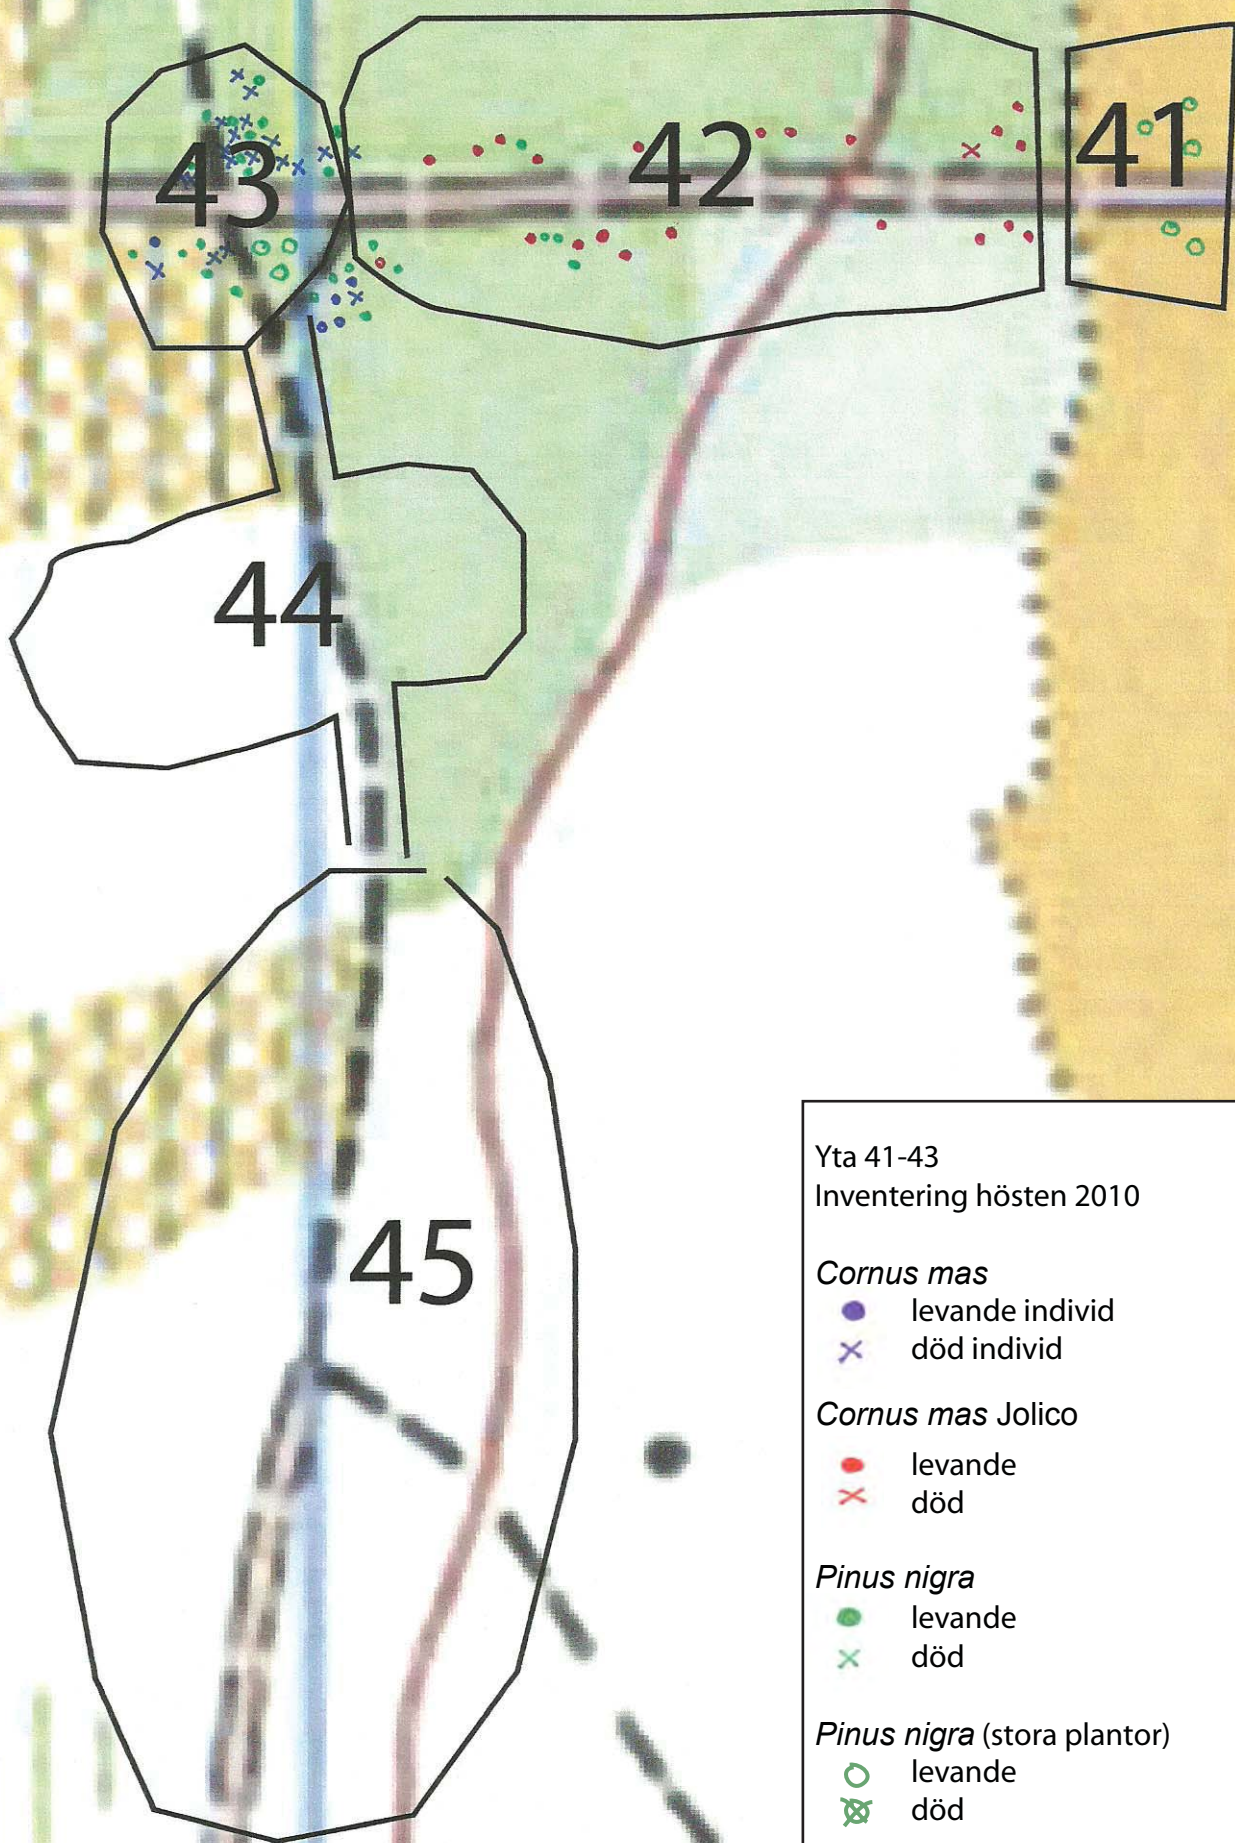 43
42
41
44
45
Yta 41-43
Inventering hösten 2010
Cornus mas
levande individ
död individ
Cornus mas Jolico
levande
död
Pinus nigra
levande
död
Pinus nigra (stora plantor)
levande
död